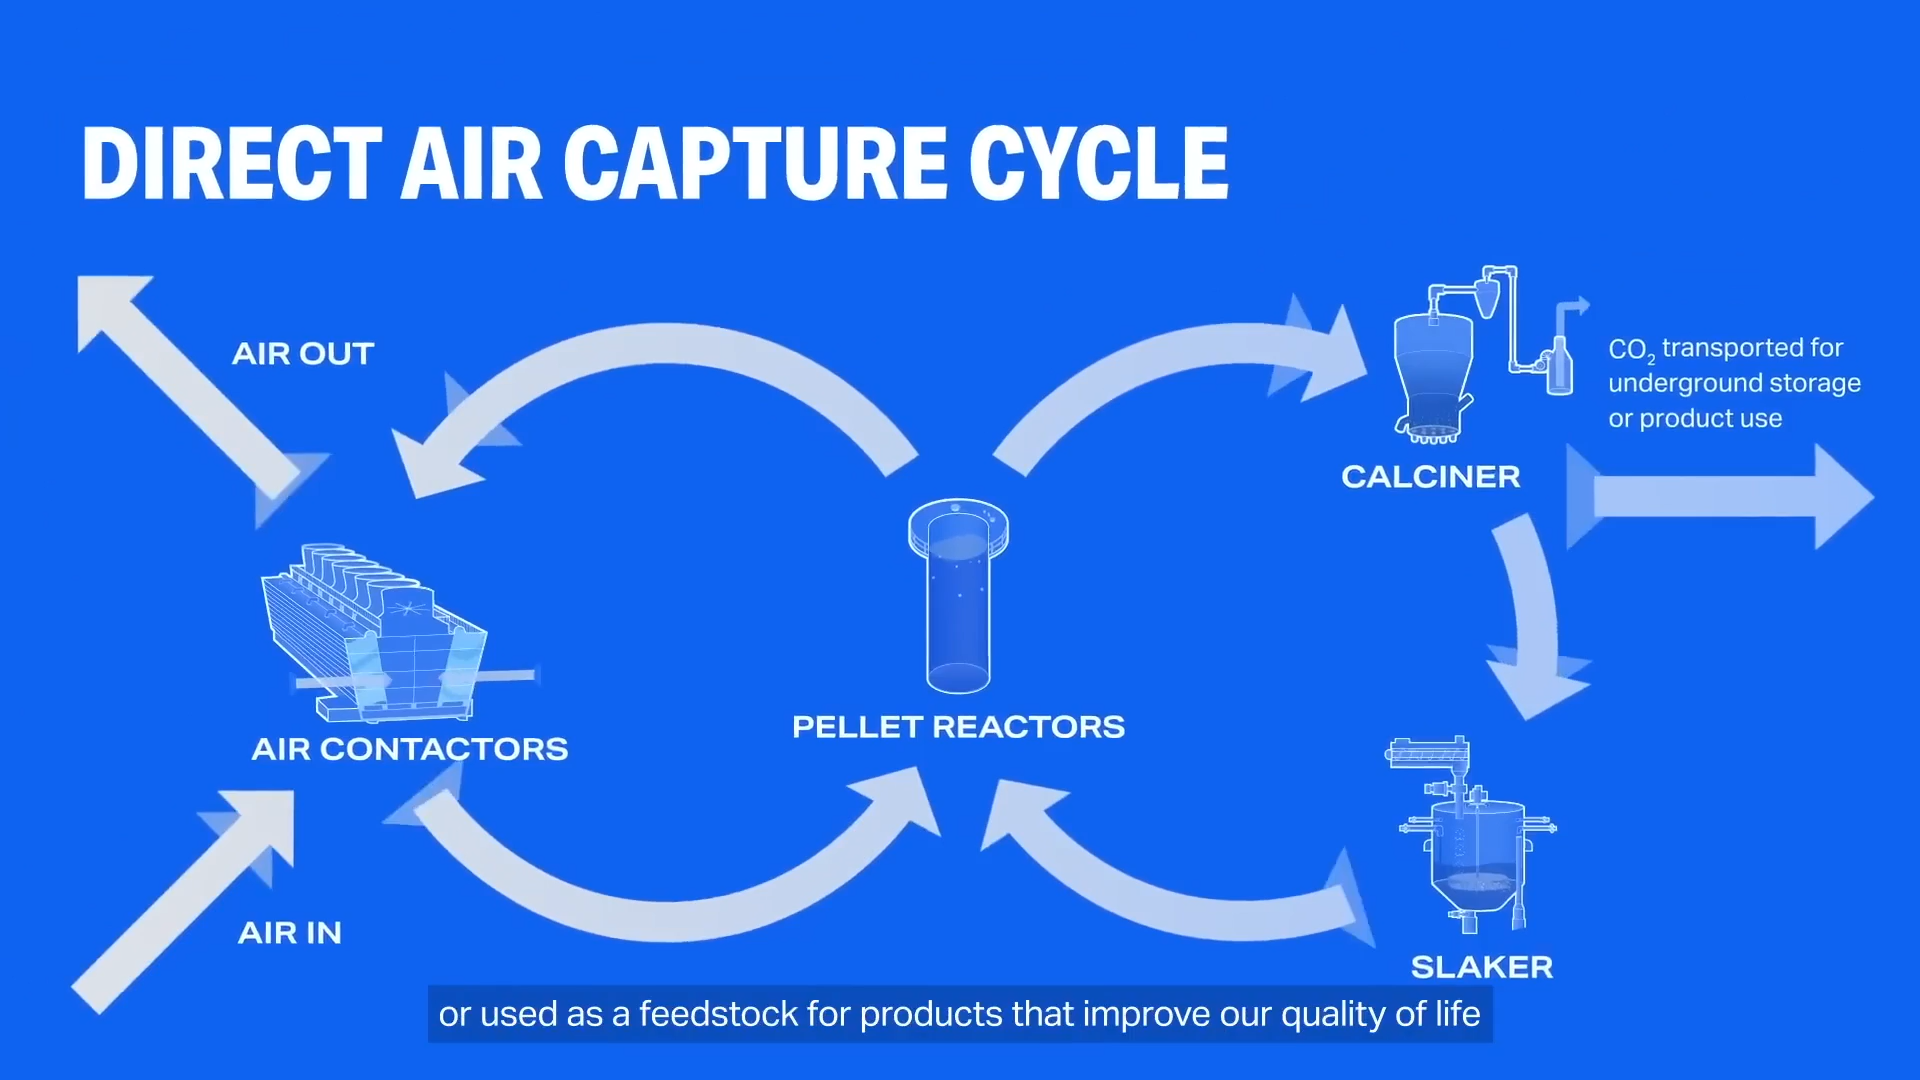 DIRECT AIR CAPTURE CYCLE
AIR OUT
CO₂ transported for
underground storage
or product use
CALCINER
PELLET REACTORS
AIR CONTACTORS
AIR IN
SLAKER
or used as a feedstock for products that improve our quality of life